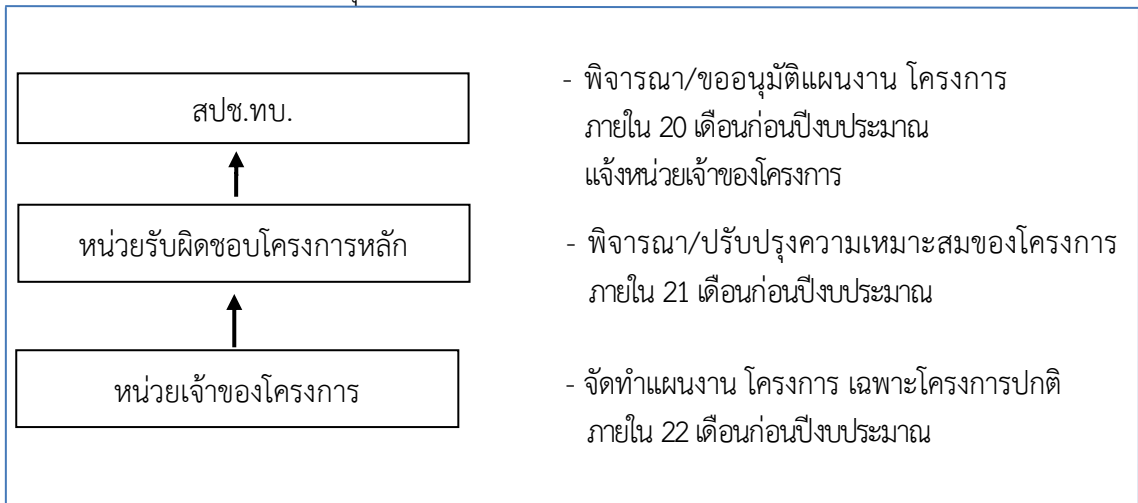 สปช.ทบ.
- พิจารณา/ขออนุมัติแผนงาน โครงการ
ภายใน 20 เดือนก่อนปีงบประมาณ
แจ้งหน่วยเจ้าของโครงการ
หน่วยรับผิดชอบโครงการหลัก
- พิจารณา/ปรับปรุงความเหมาะสมของโครงการ
ภายใน 21 เดือนก่อนปีงบประมาณ
หน่วยเจ้าของโครงการ
- จัดทำแผนงาน โครงการ เฉพาะโครงการปกติ
ภายใน 22 เดือนก่อนปีงบประมาณ